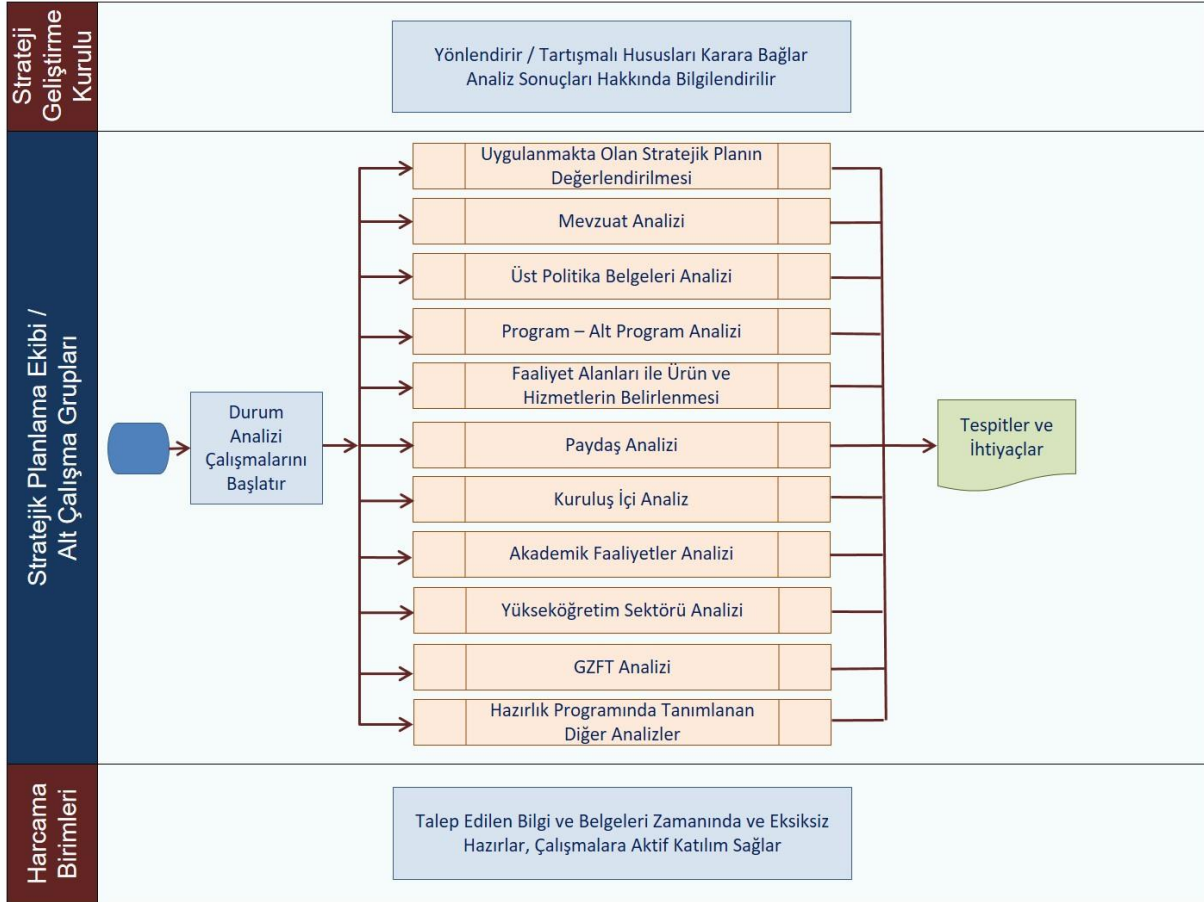 Strateji
Geliştirme
Kurulu
Yönlendirir / Tartışmalı Hususları Karara Bağlar
Analiz Sonuçları Hakkında Bilgilendirilir
Stratejik Planlama Ekibi /
Alt Çalışma Grupları
Durum
Analizi
Çalışmalarını
Başlatır
Uygulanmakta Olan Stratejik Planın
Değerlendirilmesi
Mevzuat Analizi
Üst Politika Belgeleri Analizi
Program – Alt Program Analizi
Faaliyet Alanları ile Ürün ve
Hizmetlerin Belirlenmesi
Paydaş Analizi
Kuruluş İçi Analiz
Akademik Faaliyetler Analizi
Yükseköğretim Sektörü Analizi
GZFT Analizi
Hazırlık Programında Tanımlanan
Diğer Analizler
Tespitler ve
İhtiyaçlar
Harcama
Birimleri
Talep Edilen Bilgi ve Belgeleri Zamanında ve Eksiksiz
Hazırlar, Çalışmalara Aktif Katılım Sağlar